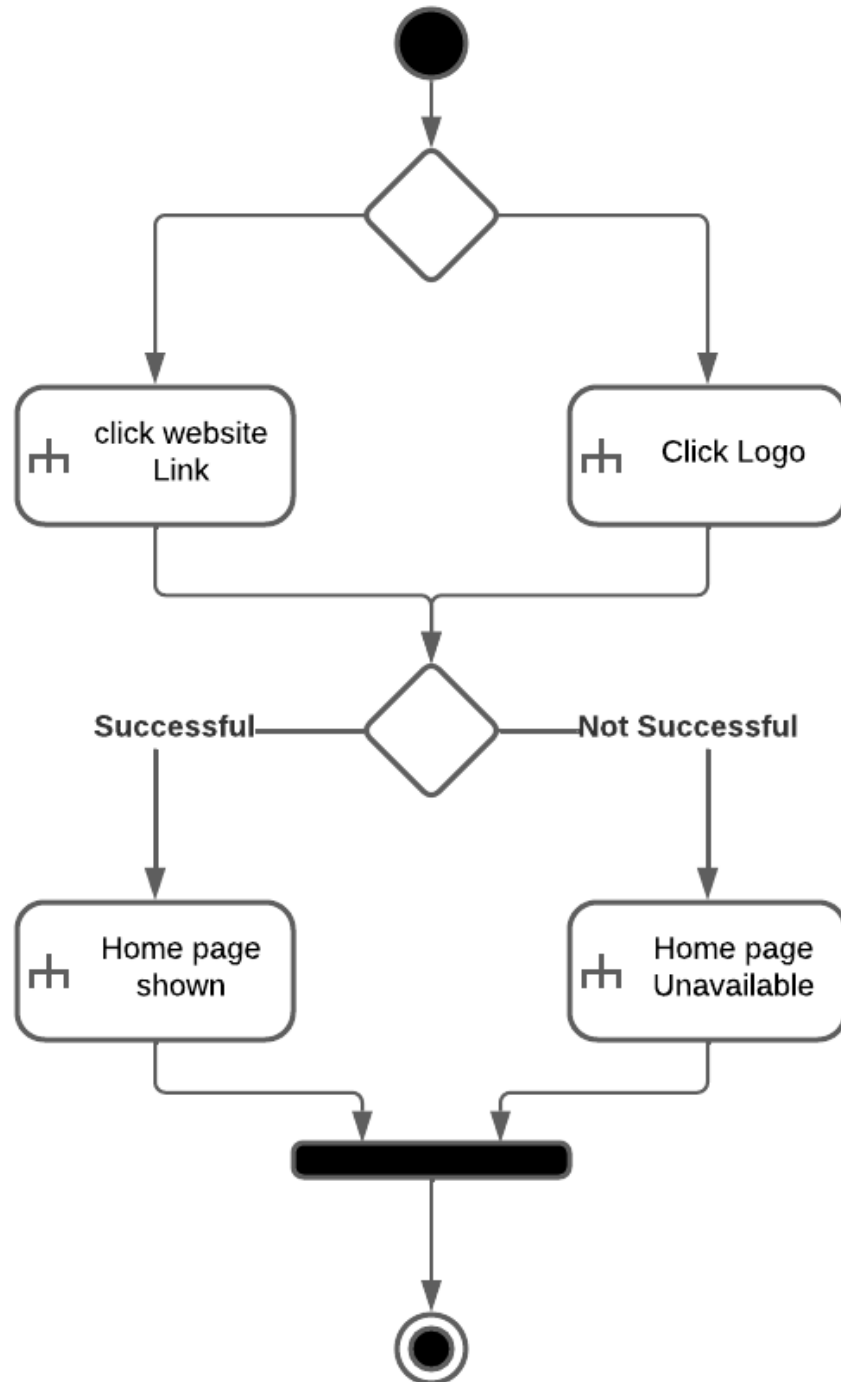 click website
Link
Click Logo
Successful
Not Successful
Home page
shown
Home page
Unavailable